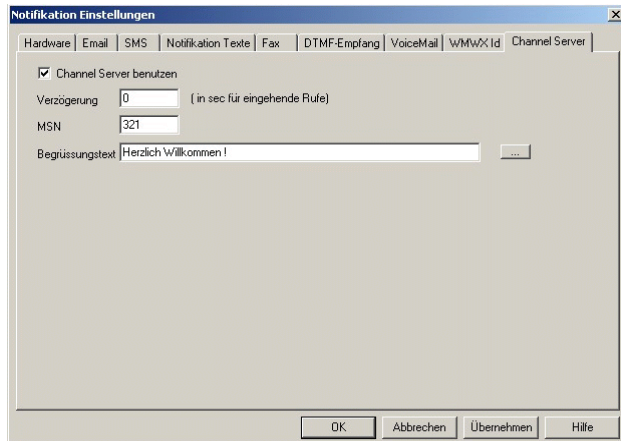 Notifikation Einstellungen
Hardware Email SMS Notifikation Texte Fax DTMF-Empfang VoiceMail WMWX Id Channel Server
Channel Server benutzen
Verzögerung 0 ( in sec für eingehende Rufe)
MSN 321
Begrüssungstext Herzlich Willkommen ! ...
OK Abbrechen Übernehmen Hilfe